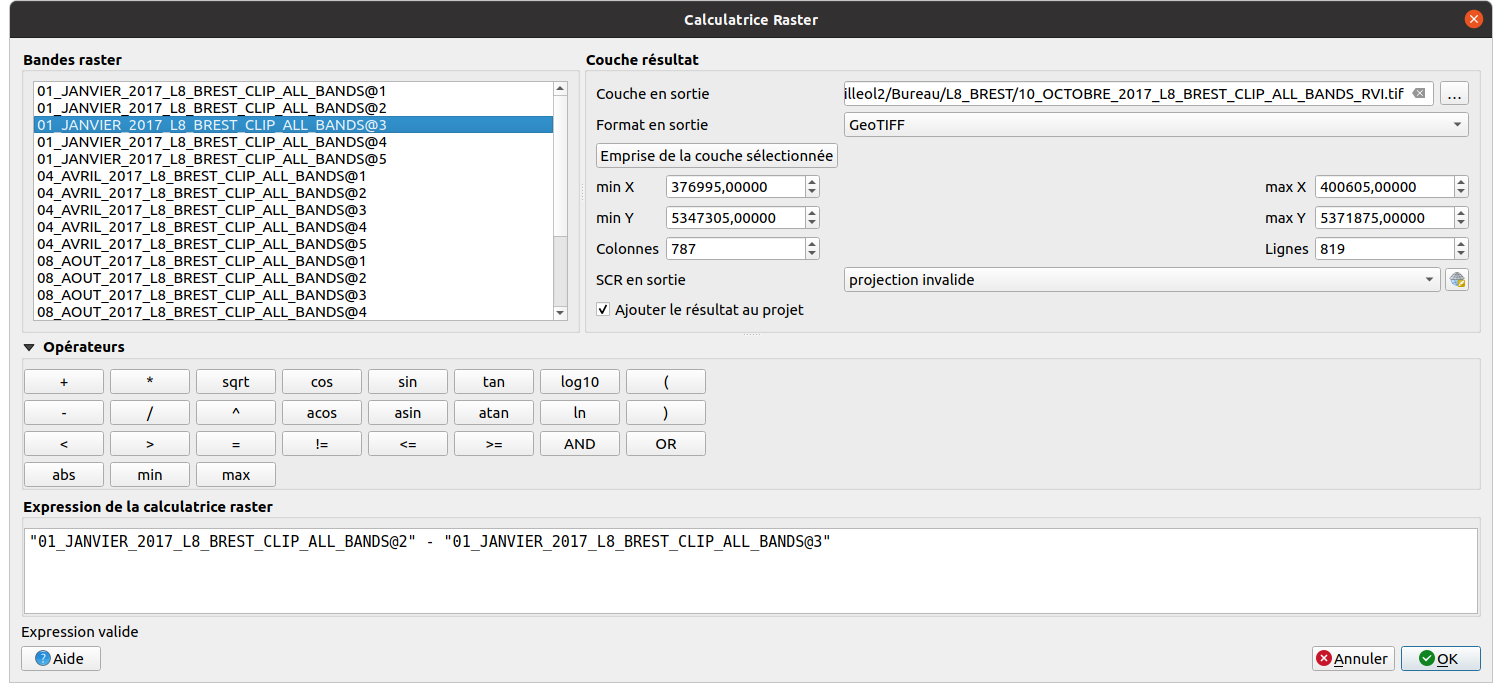 Calculatrice Raster
Bandes raster
01_JANVIER_2017_L8_BREST_CLIP_ALL_BANDS@1
01_JANVIER_2017_L8_BREST_CLIP_ALL_BANDS@2
01_JANVIER_2017_L8_BREST_CLIP_ALL_BANDS@3
01_JANVIER_2017_L8_BREST_CLIP_ALL_BANDS@4
01_JANVIER_2017_L8_BREST_CLIP_ALL_BANDS@5
04_AVRIL_2017_L8_BREST_CLIP_ALL_BANDS@1
04_AVRIL_2017_L8_BREST_CLIP_ALL_BANDS@2
04_AVRIL_2017_L8_BREST_CLIP_ALL_BANDS@3
04_AVRIL_2017_L8_BREST_CLIP_ALL_BANDS@4
04_AVRIL_2017_L8_BREST_CLIP_ALL_BANDS@5
08_AOUT_2017_L8_BREST_CLIP_ALL_BANDS@1
08_AOUT_2017_L8_BREST_CLIP_ALL_BANDS@2
08_AOUT_2017_L8_BREST_CLIP_ALL_BANDS@3
08_AOUT_2017_L8_BREST_CLIP_ALL_BANDS@4
Couche résultat
Couche en sortie illeol2/Bureau/L8_BREST/10_OCTOBRE_2017_L8_BREST_CLIP_ALL_BANDS_RVI.tif ...
Format en sortie GeoTIFF
Emprise de la couche sélectionnée
min X 376995,00000 max X 400605,00000
min Y 5347305,00000 max Y 5371875,00000
Colonnes 787 Lignes 819
SCR en sortie projection invalide
Ajouter le résultat au projet
Opérateurs
+ * sqrt cos sin tan log10 (
- / ^ acos asin atan ln )
< > = != <= >= AND OR
abs min max
Expression de la calculatrice raster
"01_JANVIER_2017_L8_BREST_CLIP_ALL_BANDS@2" - "01_JANVIER_2017_L8_BREST_CLIP_ALL_BANDS@3"
Expression valide
Aide Annuler OK